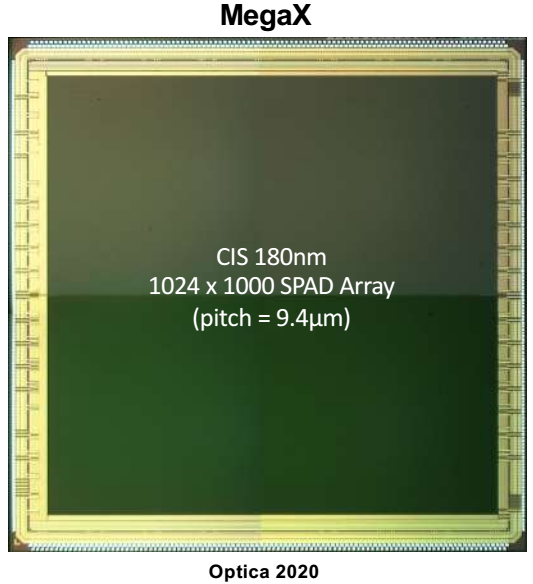 MegaX
CIS 180nm
1024 x 1000 SPAD Array
(pitch = 9.4μm)
Optica 2020